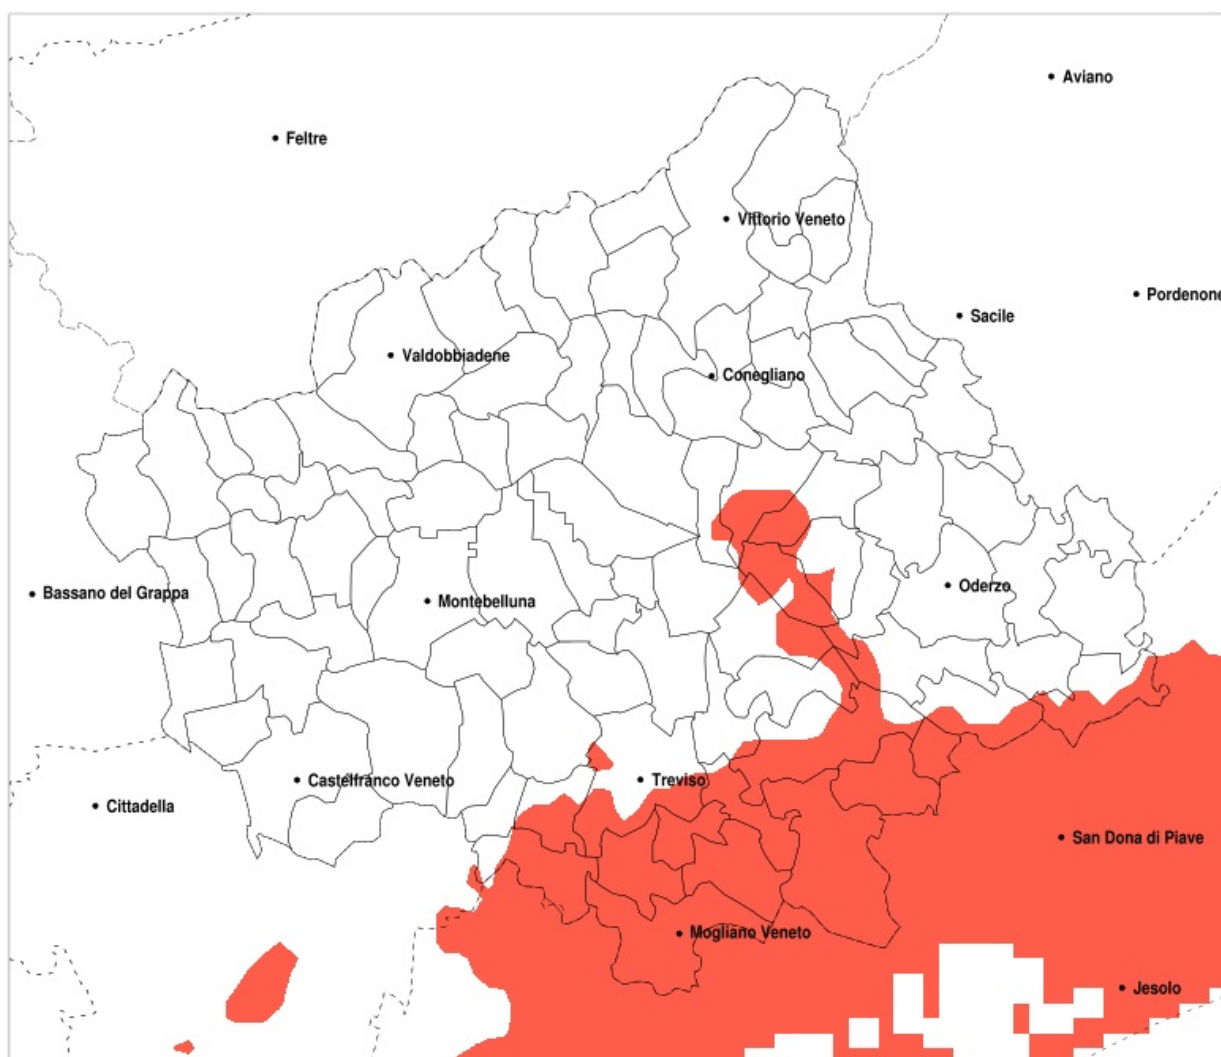 Aviano
Feltre
Vittorio Veneto
Pordenone
Sacile
Valdobbiadene
Conegliano
Oderzo
Bassano del Grappa
Montebelluna
Treviso
Castelfranco Veneto
Cittadella
San Dona di Piave
Mogliano Veneto
Jesolo